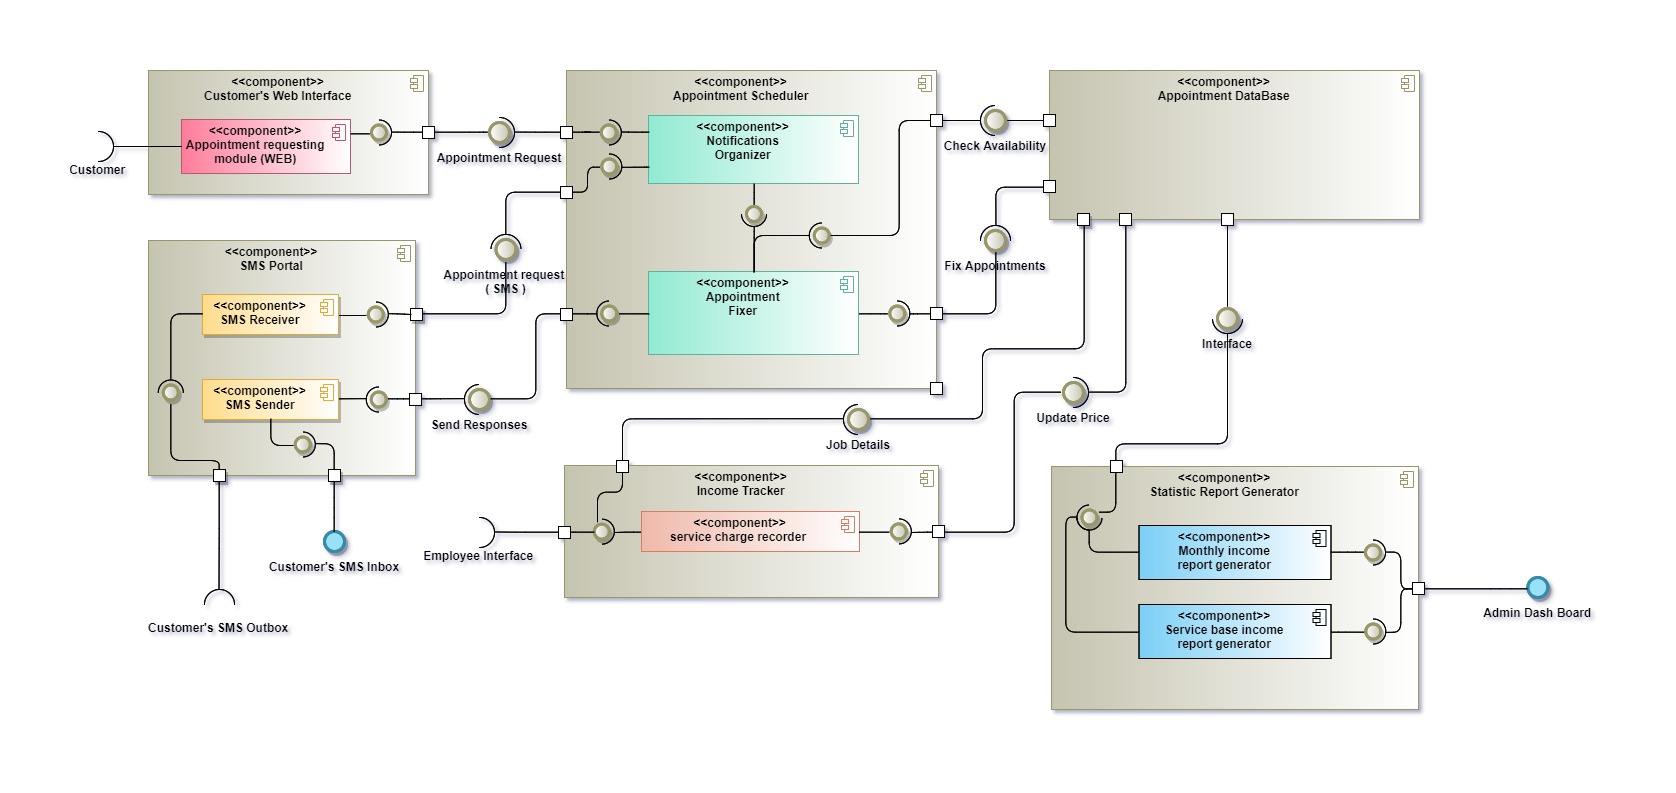 <<component>>
Customer's Web Interface
<<component>>
Appointment requesting
module (WEB)
Customer
Appointment Request
<<component>>
Appointment Scheduler
<<component>>
Notifications
Organizer
<<component>>
Appointment
Fixer
Check Availability
<<component>>
Appointment DataBase
Fix Appointments
<<component>>
SMS Portal
<<component>>
SMS Receiver
<<component>>
SMS Sender
Appointment request
( SMS )
Send Responses
Customer's SMS Inbox
Customer's SMS Outbox
Interface
Job Details
Update Price
<<component>>
Income Tracker
<<component>>
service charge recorder
Employee Interface
<<component>>
Statistic Report Generator
<<component>>
Monthly income
report generator
<<component>>
Service base income
report generator
Admin Dash Board